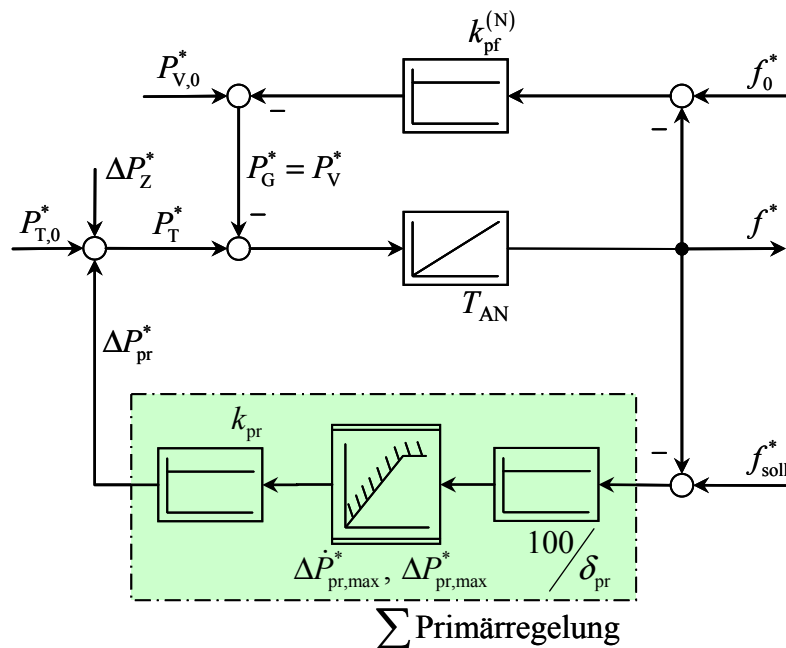 k_pf^(N)
P*_V,0
f*_0
−
−
ΔP*_Z
P*_G = P*_V
P*_T,0
P*_T
−
f*
T_AN
ΔP*_pr
k_pr
−
f*_soll
100/δ_pr
ΔṖ*_pr,max, ΔP*_pr,max
∑ Primärregelung